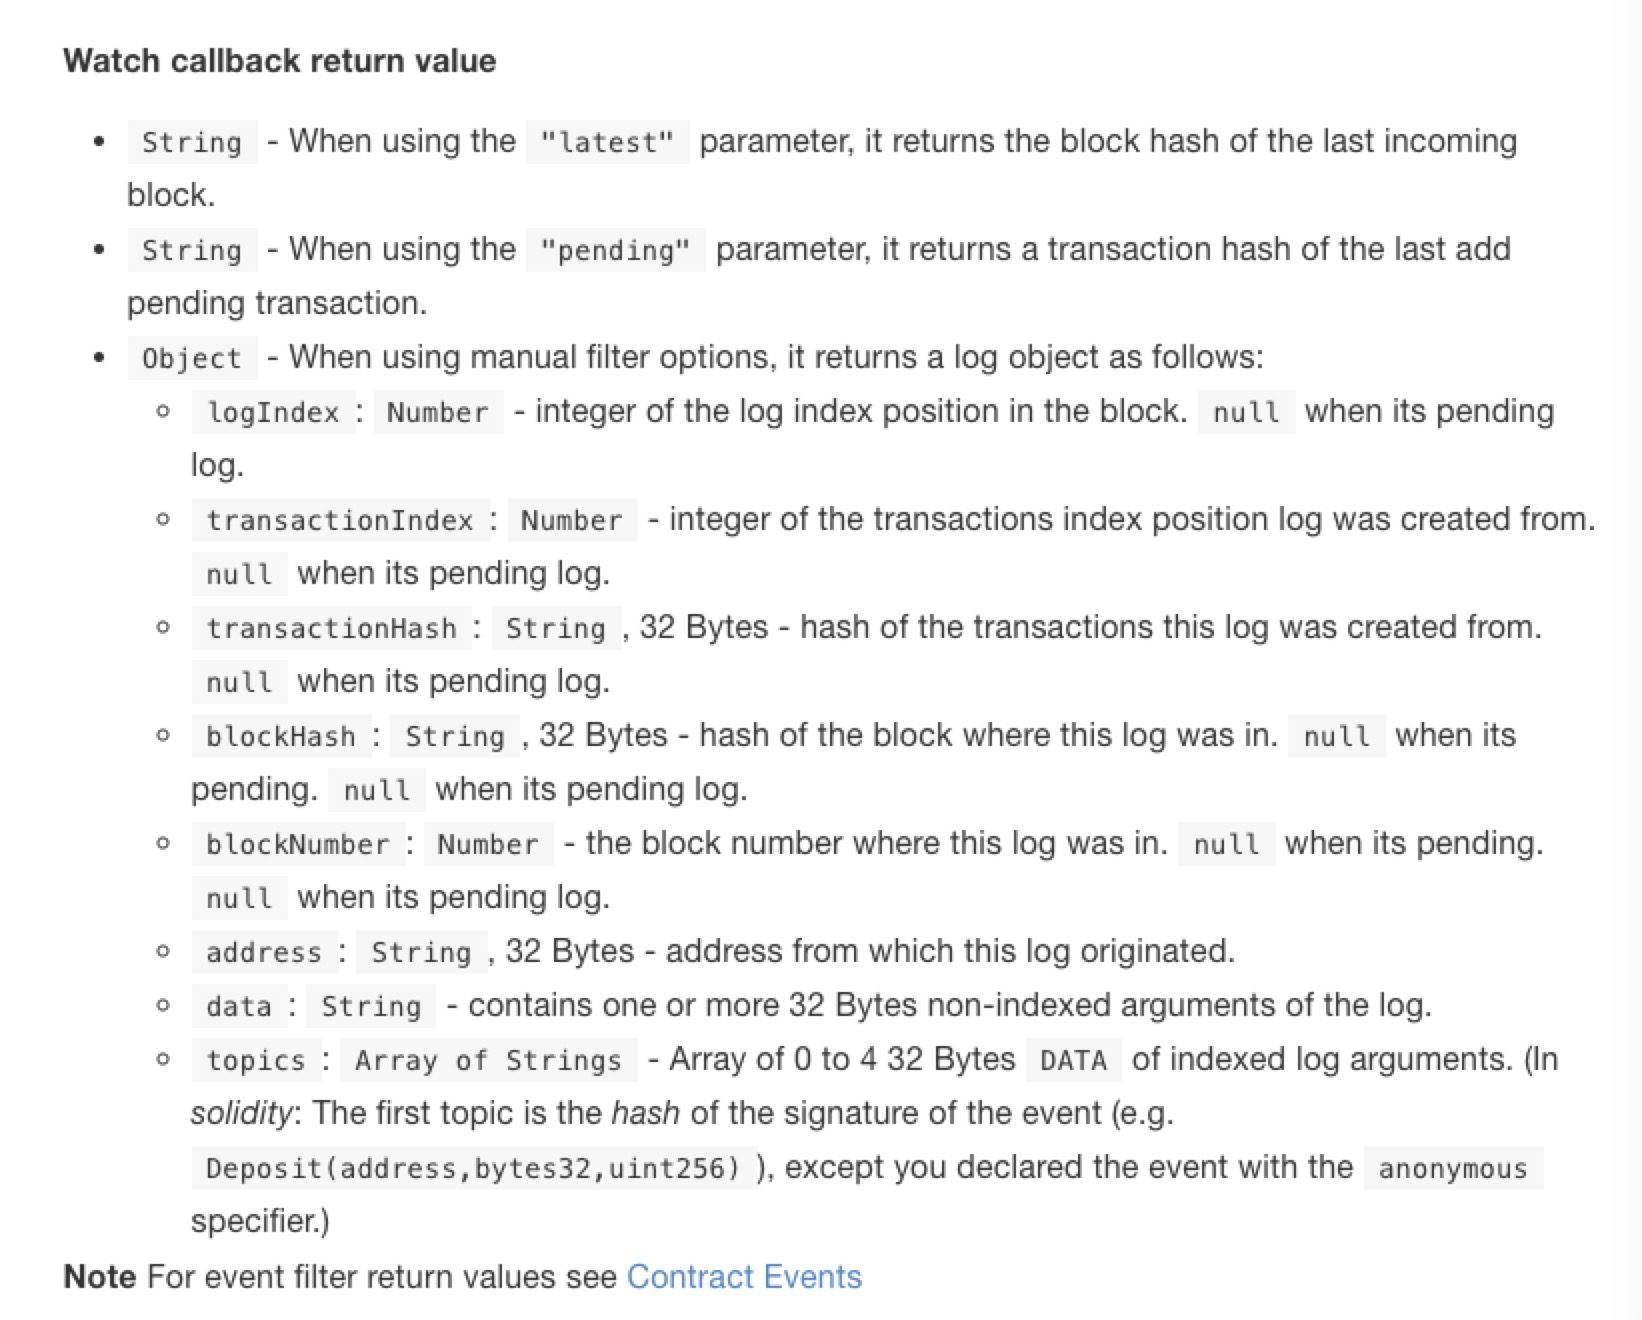 Watch callback return value
• String - When using the "latest" parameter, it returns the block hash of the last incoming
block.
• String - When using the "pending" parameter, it returns a transaction hash of the last add
pending transaction.
• Object - When using manual filter options, it returns a log object as follows:
◦ logIndex : Number - integer of the log index position in the block. null when its pending
log.
◦ transactionIndex : Number - integer of the transactions index position log was created from.
null when its pending log.
◦ transactionHash : String , 32 Bytes - hash of the transactions this log was created from.
null when its pending log.
◦ blockHash : String , 32 Bytes - hash of the block where this log was in. null when its
pending. null when its pending log.
◦ blockNumber : Number - the block number where this log was in. null when its pending.
null when its pending log.
◦ address : String , 32 Bytes - address from which this log originated.
◦ data : String - contains one or more 32 Bytes non-indexed arguments of the log.
◦ topics : Array of Strings - Array of 0 to 4 32 Bytes DATA of indexed log arguments. (In
solidity: The first topic is the hash of the signature of the event (e.g.
Deposit(address,bytes32,uint256) ), except you declared the event with the anonymous
specifier.)
Note For event filter return values see Contract Events